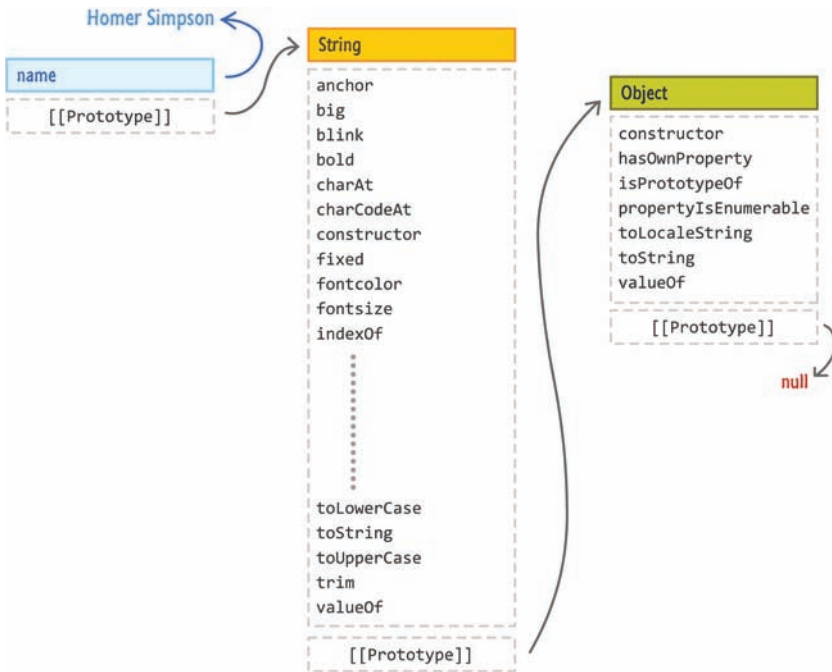 Homer Simpson
name
[[Prototype]]
String
anchor
big
blink
bold
charAt
charCodeAt
constructor
fixed
fontcolor
fontsize
indexOf
toLowerCase
toString
toUpperCase
trim
valueOf
[[Prototype]]
Object
constructor
hasOwnProperty
isPrototypeOf
propertyIsEnumerable
toLocaleString
toString
valueOf
[[Prototype]]
null